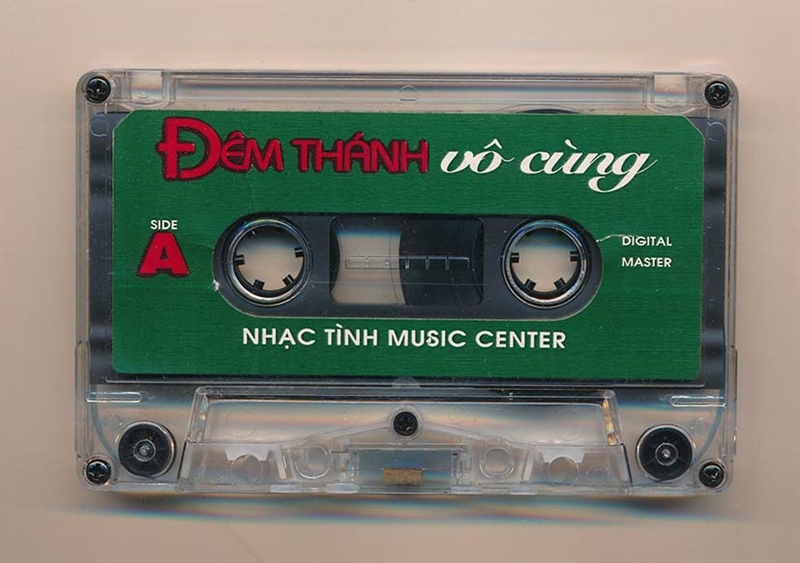 ĐÊM THÁNH vô cùng
SIDE
A
DIGITAL
MASTER
NHẠC TÌNH MUSIC CENTER